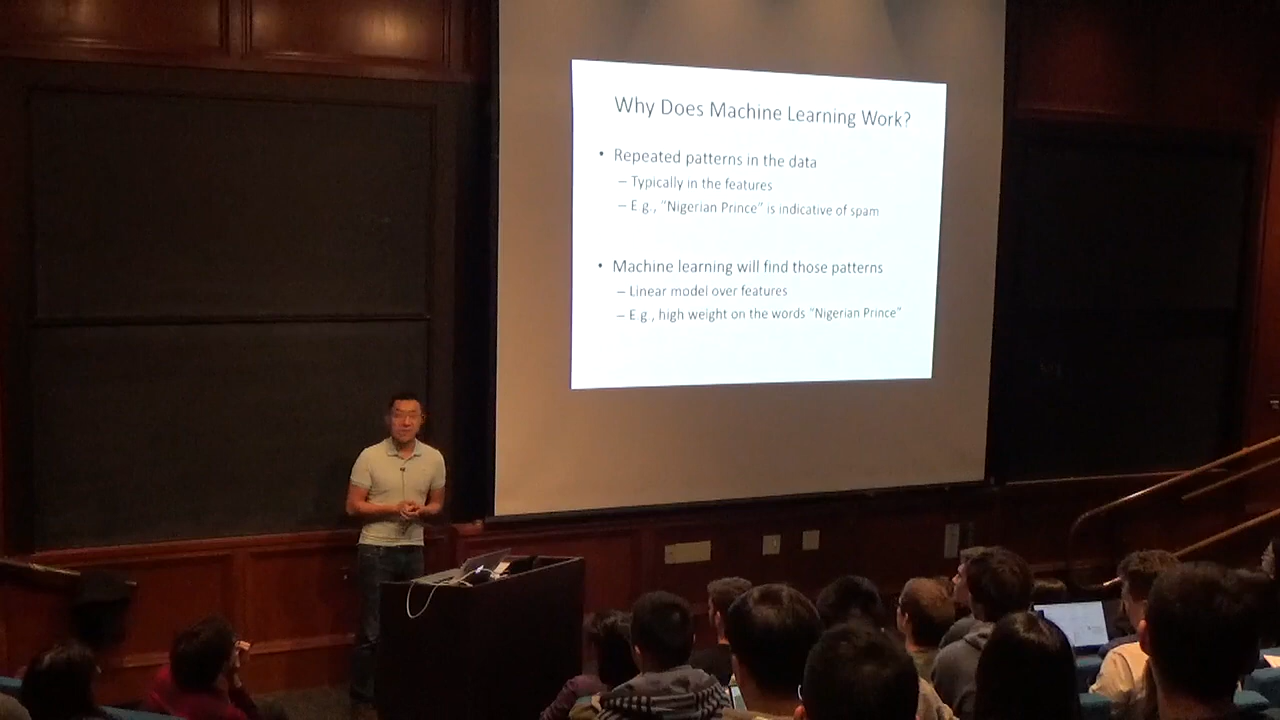 Why Does Machine Learning Work?
• Repeated patterns in the data
– Typically in the features
– E g., "Nigerian Prince" is indicative of spam
• Machine learning will find those patterns
– Linear model over features
– E g., high weight on the words "Nigerian Prince"